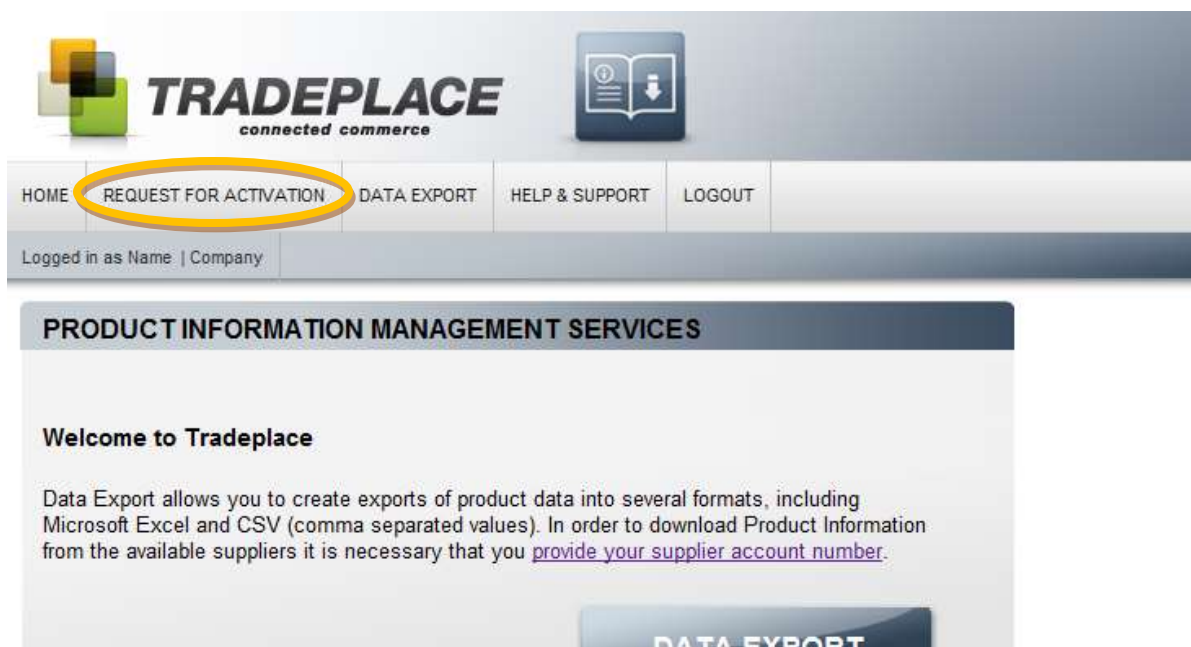 TRADEPLACE
connected commerce
HOME REQUEST FOR ACTIVATION DATA EXPORT HELP & SUPPORT LOGOUT
Logged in as Name | Company
PRODUCT INFORMATION MANAGEMENT SERVICES
Welcome to Tradeplace
Data Export allows you to create exports of product data into several formats, including
Microsoft Excel and CSV (comma separated values). In order to download Product Information
from the available suppliers it is necessary that you provide your supplier account number.
DATA EXPORT